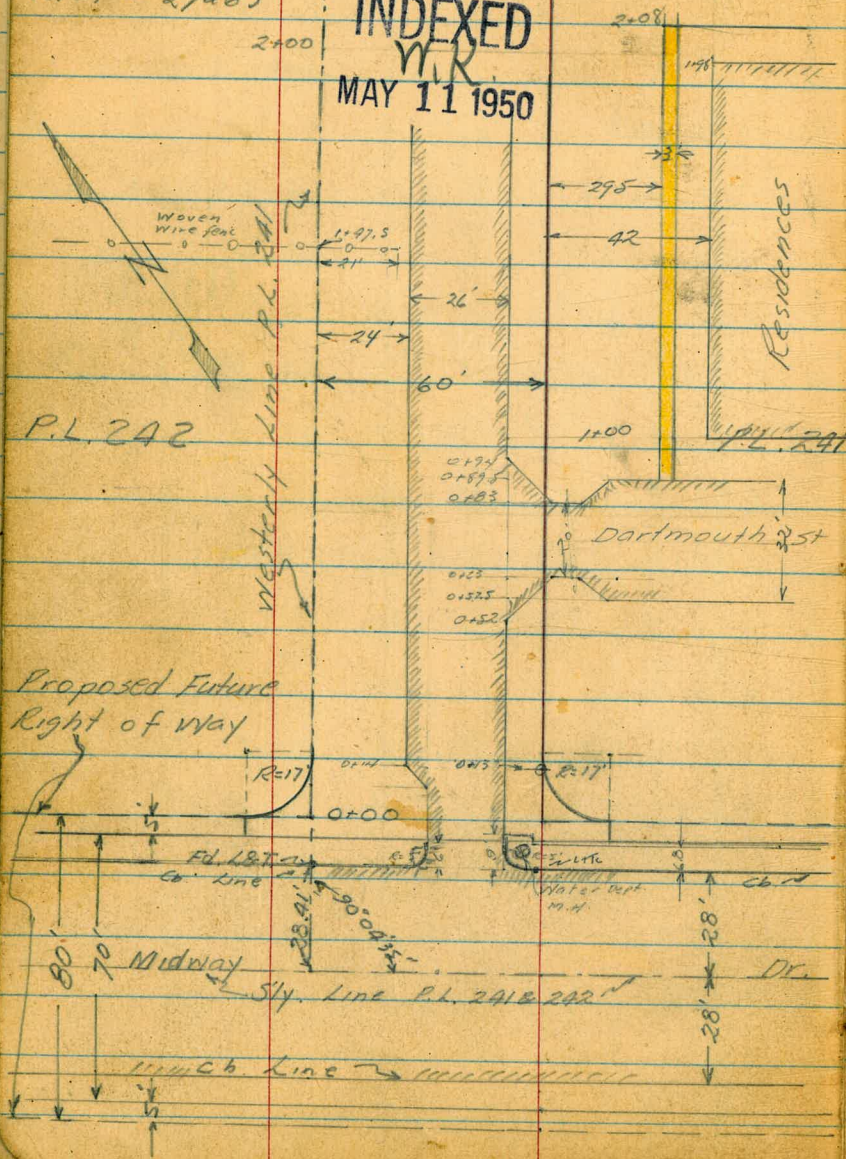 INDEXED
W.R.
MAY 11 1950
2+00
2+08
1+96
3'
29.5
42
Residences
Woven
Wire fence
1+97.5
21'
26'
24'
60'
Westerly Line P.L. 241
P.L. 242
1+00
P.L. 241
0+94
0+89.5
0+83
Dartmouth St
32'
0+57.5
0+52
Proposed Future
Right of Way
R=17'
0+14
0+13
R=17'
0+00
5'
Fd. L&T
Cb. Line
Water Dept
M.H.
Cb.
28.41'
28'
80'
70'
Midway
Dr.
Sly. Line P.L. 241 & 242
28'
Cb. Line
5'